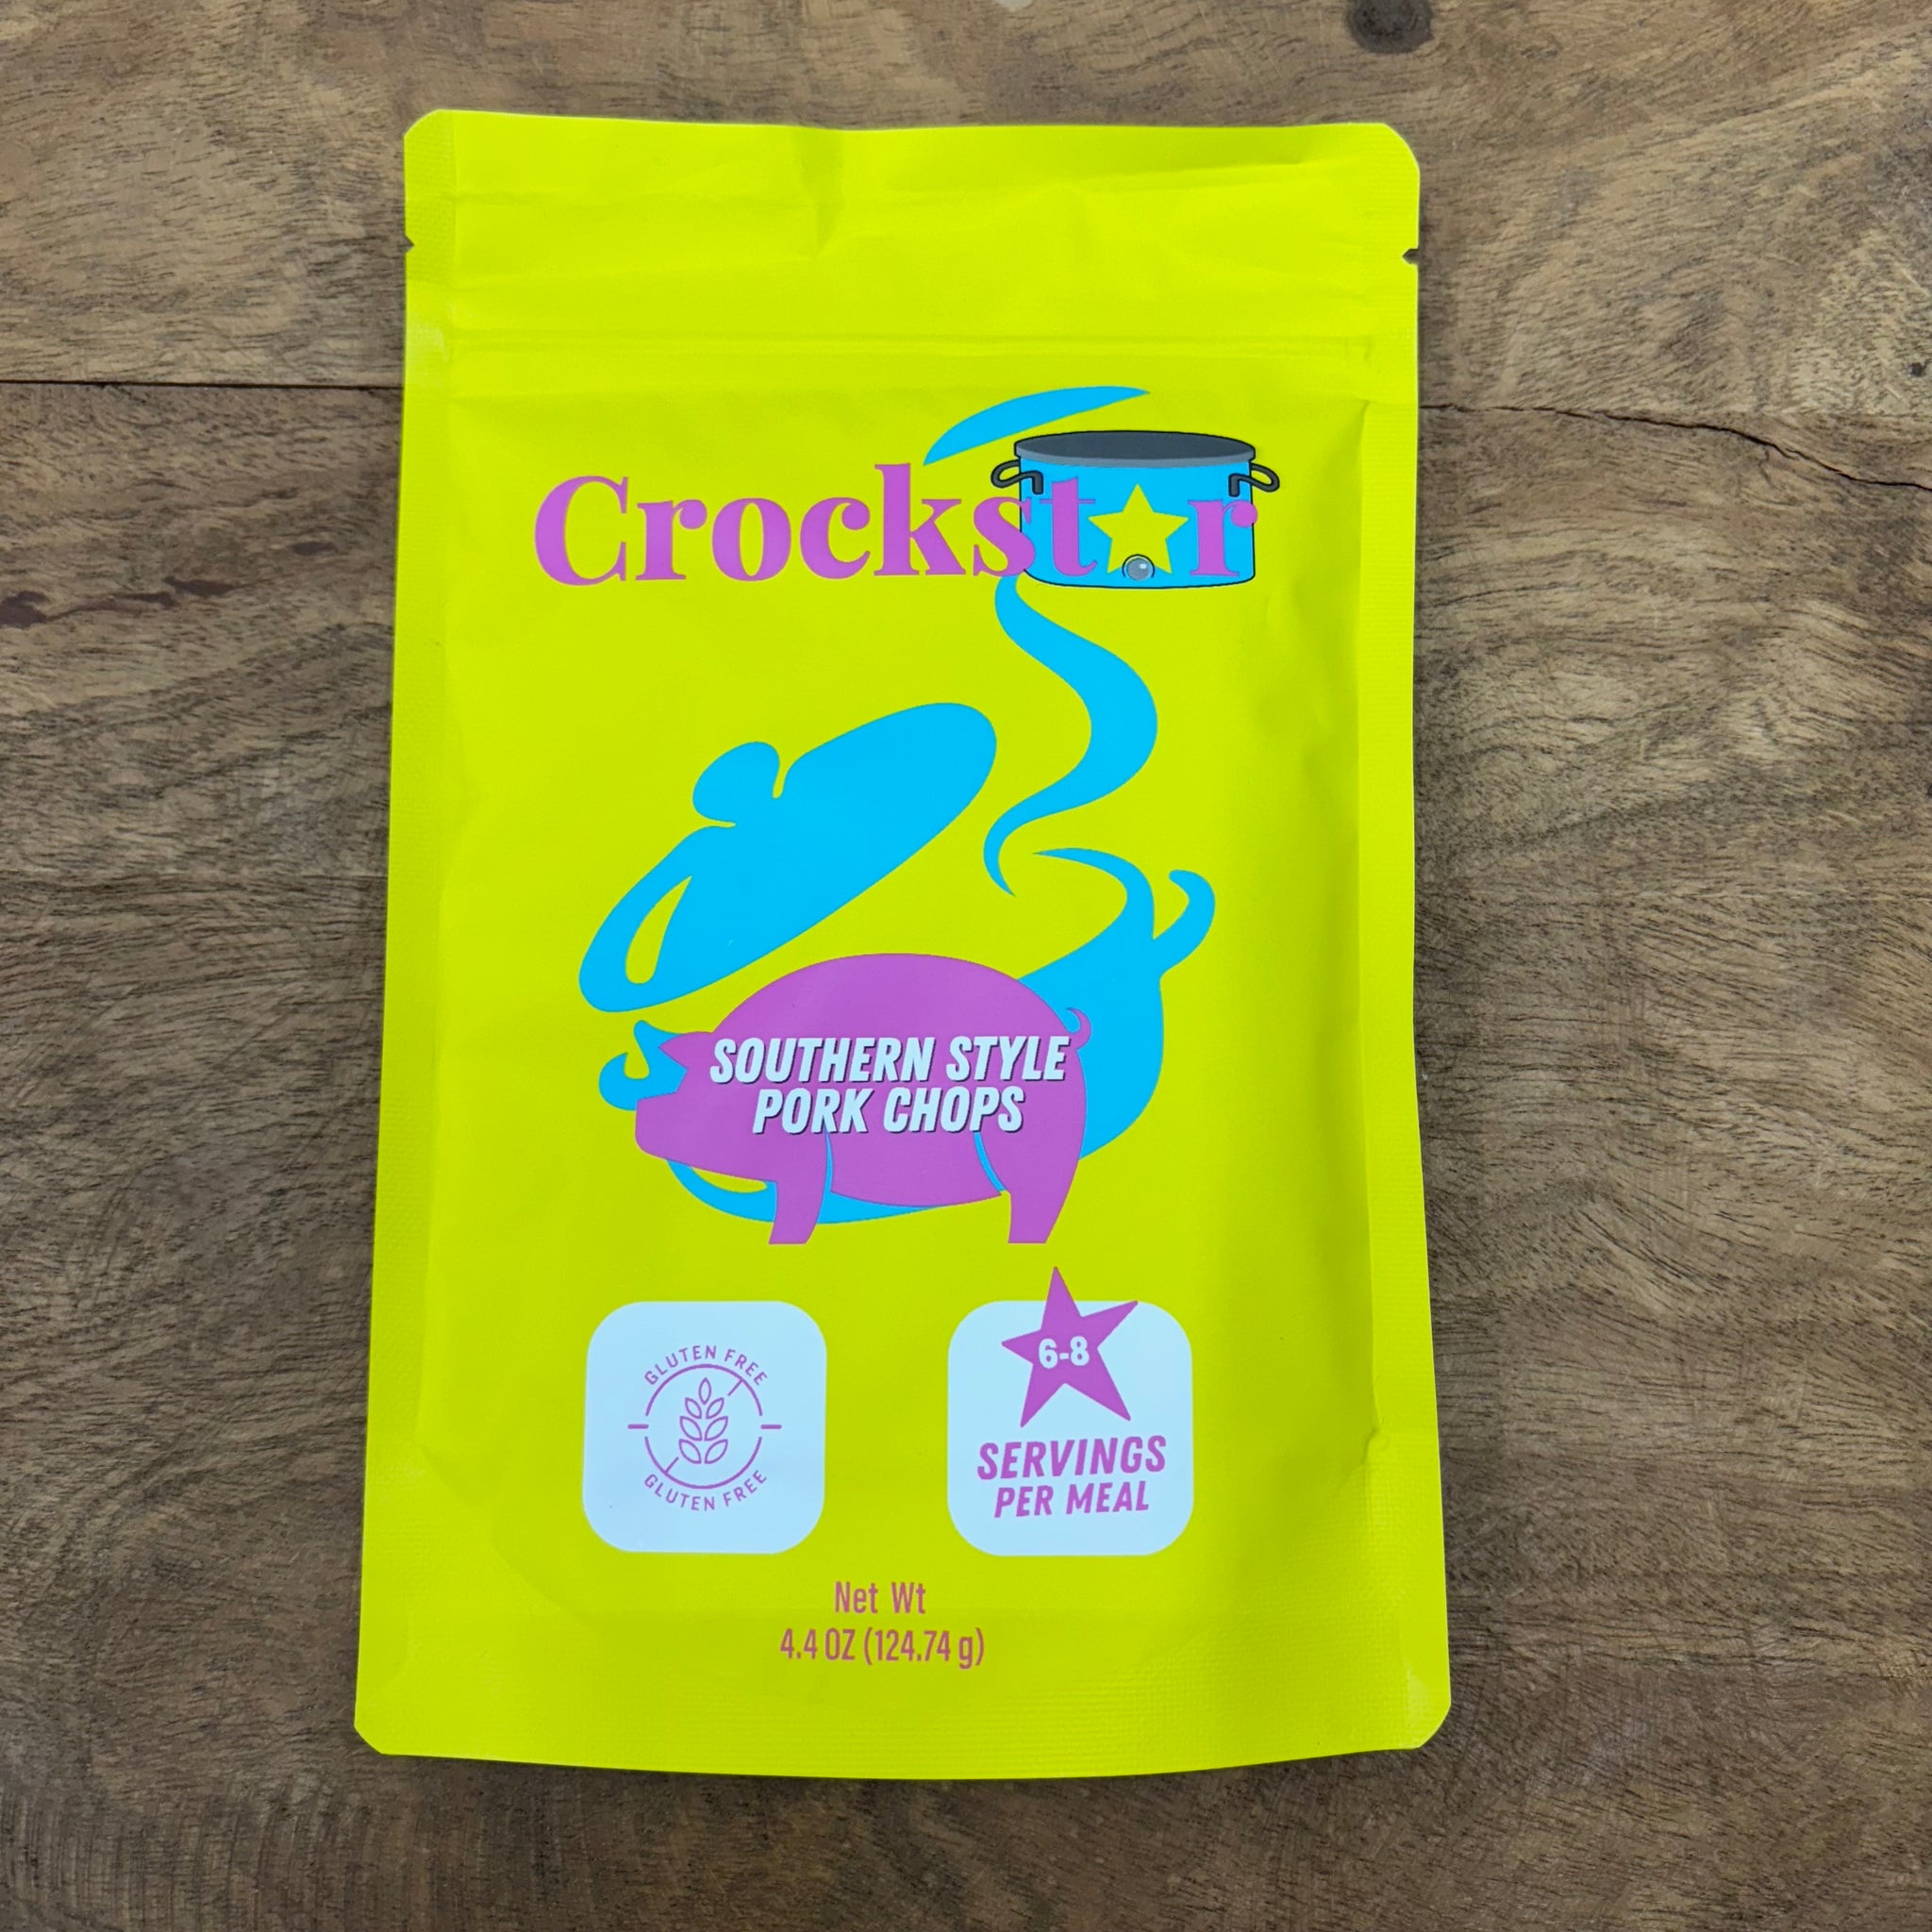 Crockstar
SOUTHERN STYLE
PORK CHOPS
GLUTEN FREE
GLUTEN FREE
6-8
SERVINGS
PER MEAL
Net Wt
4.4 OZ (124.74 g)